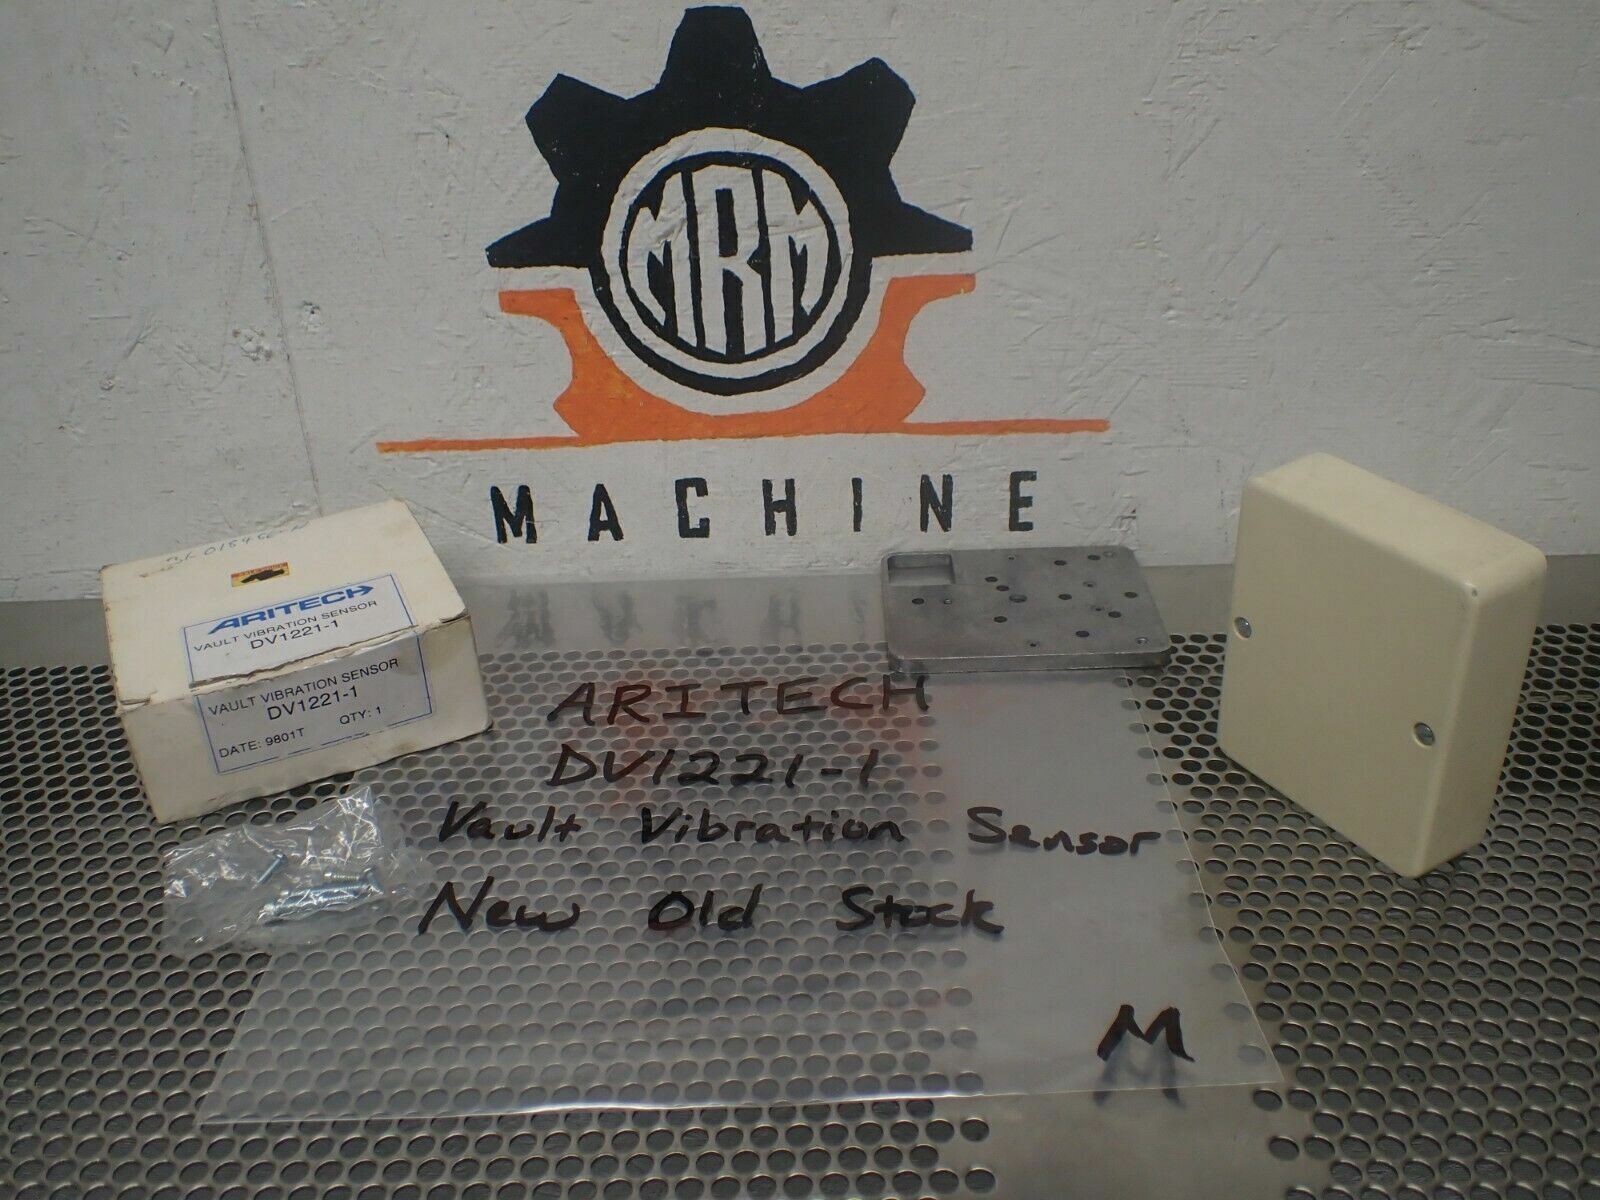 MRM
MACHINE
ARITECH
VAULT VIBRATION SENSOR
DV1221-1
VAULT VIBRATION SENSOR
DV1221-1
DATE: 9801T QTY: 1
ARITECH
DV1221-1
Vault Vibration Sensor
New Old Stock
M